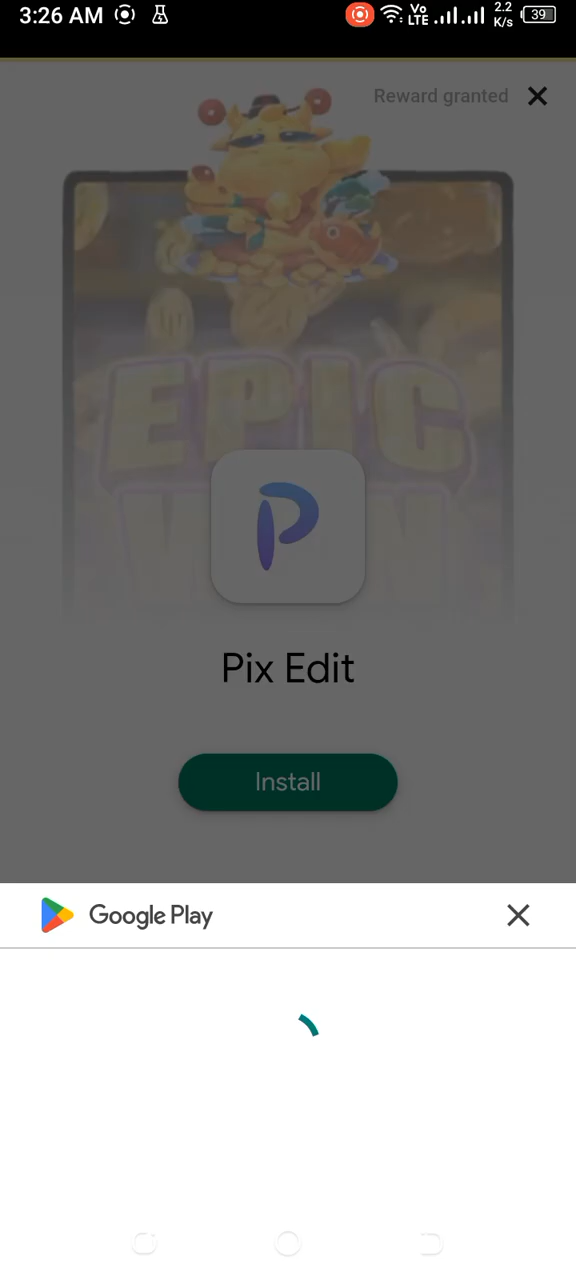 3:26 AM
Vo
LTE
2.2
K/s
39
Reward granted
EPIC
Pix Edit
Install
Google Play